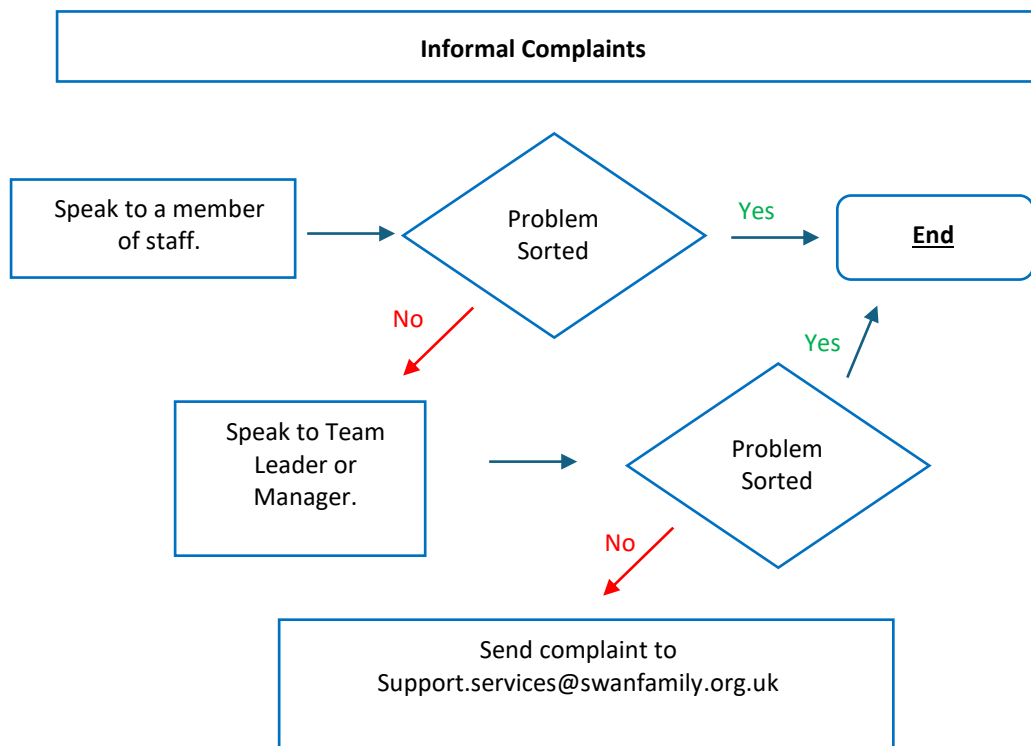 Informal Complaints
Speak to a member
of staff.
Problem
Sorted
Yes
End
No
Yes
Speak to Team
Leader or
Manager.
Problem
Sorted
No
Send complaint to
Support.services@swanfamily.org.uk